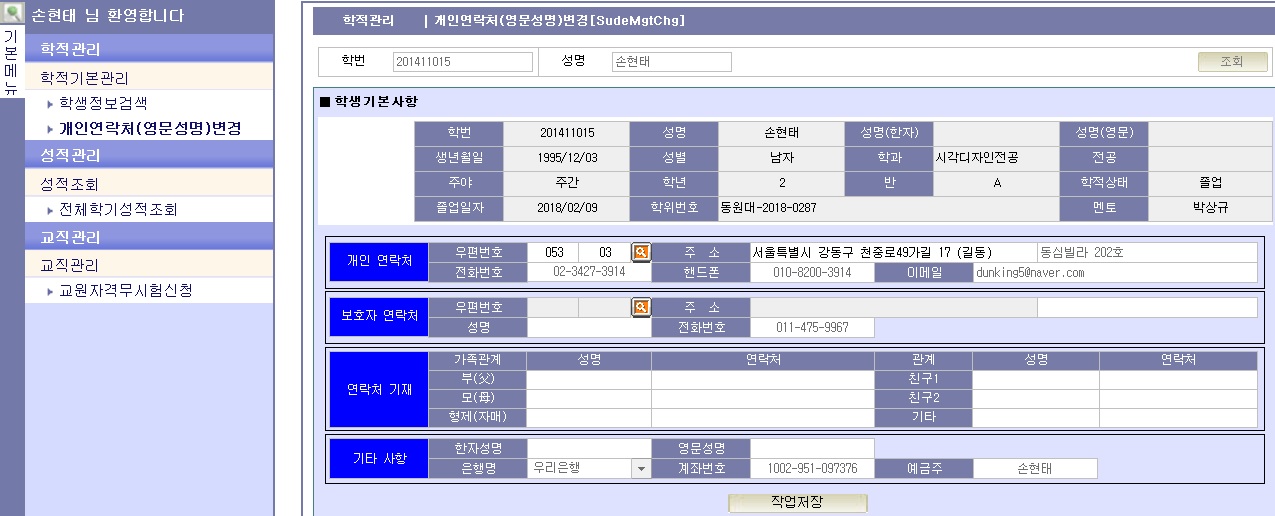 손현태 님 환영합니다
기본메뉴
학적관리
학적기본관리
학생정보검색
개인연락처(영문성명)변경
성적관리
성적조회
전체학기성적조회
교직관리
교직관리
교원자격무시험신청
학적관리 | 개인연락처(영문성명)변경[SudeMgtChg]
학번 201411015 성명 손현태 조회
■ 학생기본사항
학번 201411015 성명 손현태 성명(한자) 성명(영문)
생년월일 1995/12/03 성별 남자 학과 시각디자인전공 전공
주야 주간 학년 2 반 A 학적상태 졸업
졸업일자 2018/02/09 학위번호 동원대-2018-0287 멘토 박상규
개인 연락처 우편번호 053 03 주 소 서울특별시 강동구 천중로49가길 17 (길동) 동심빌라 202호
전화번호 02-3427-3914 핸드폰 010-8200-3914 이메일 dunking5@naver.com
보호자 연락처 우편번호 주 소
성명 전화번호 011-475-9967
연락처 기재 가족관계 성명 연락처 관계 성명 연락처
부(父) 친구1
모(母) 친구2
형제(자매) 기타
기타 사항 한자성명 영문성명
은행명 우리은행 계좌번호 1002-951-097376 예금주 손현태
작업저장